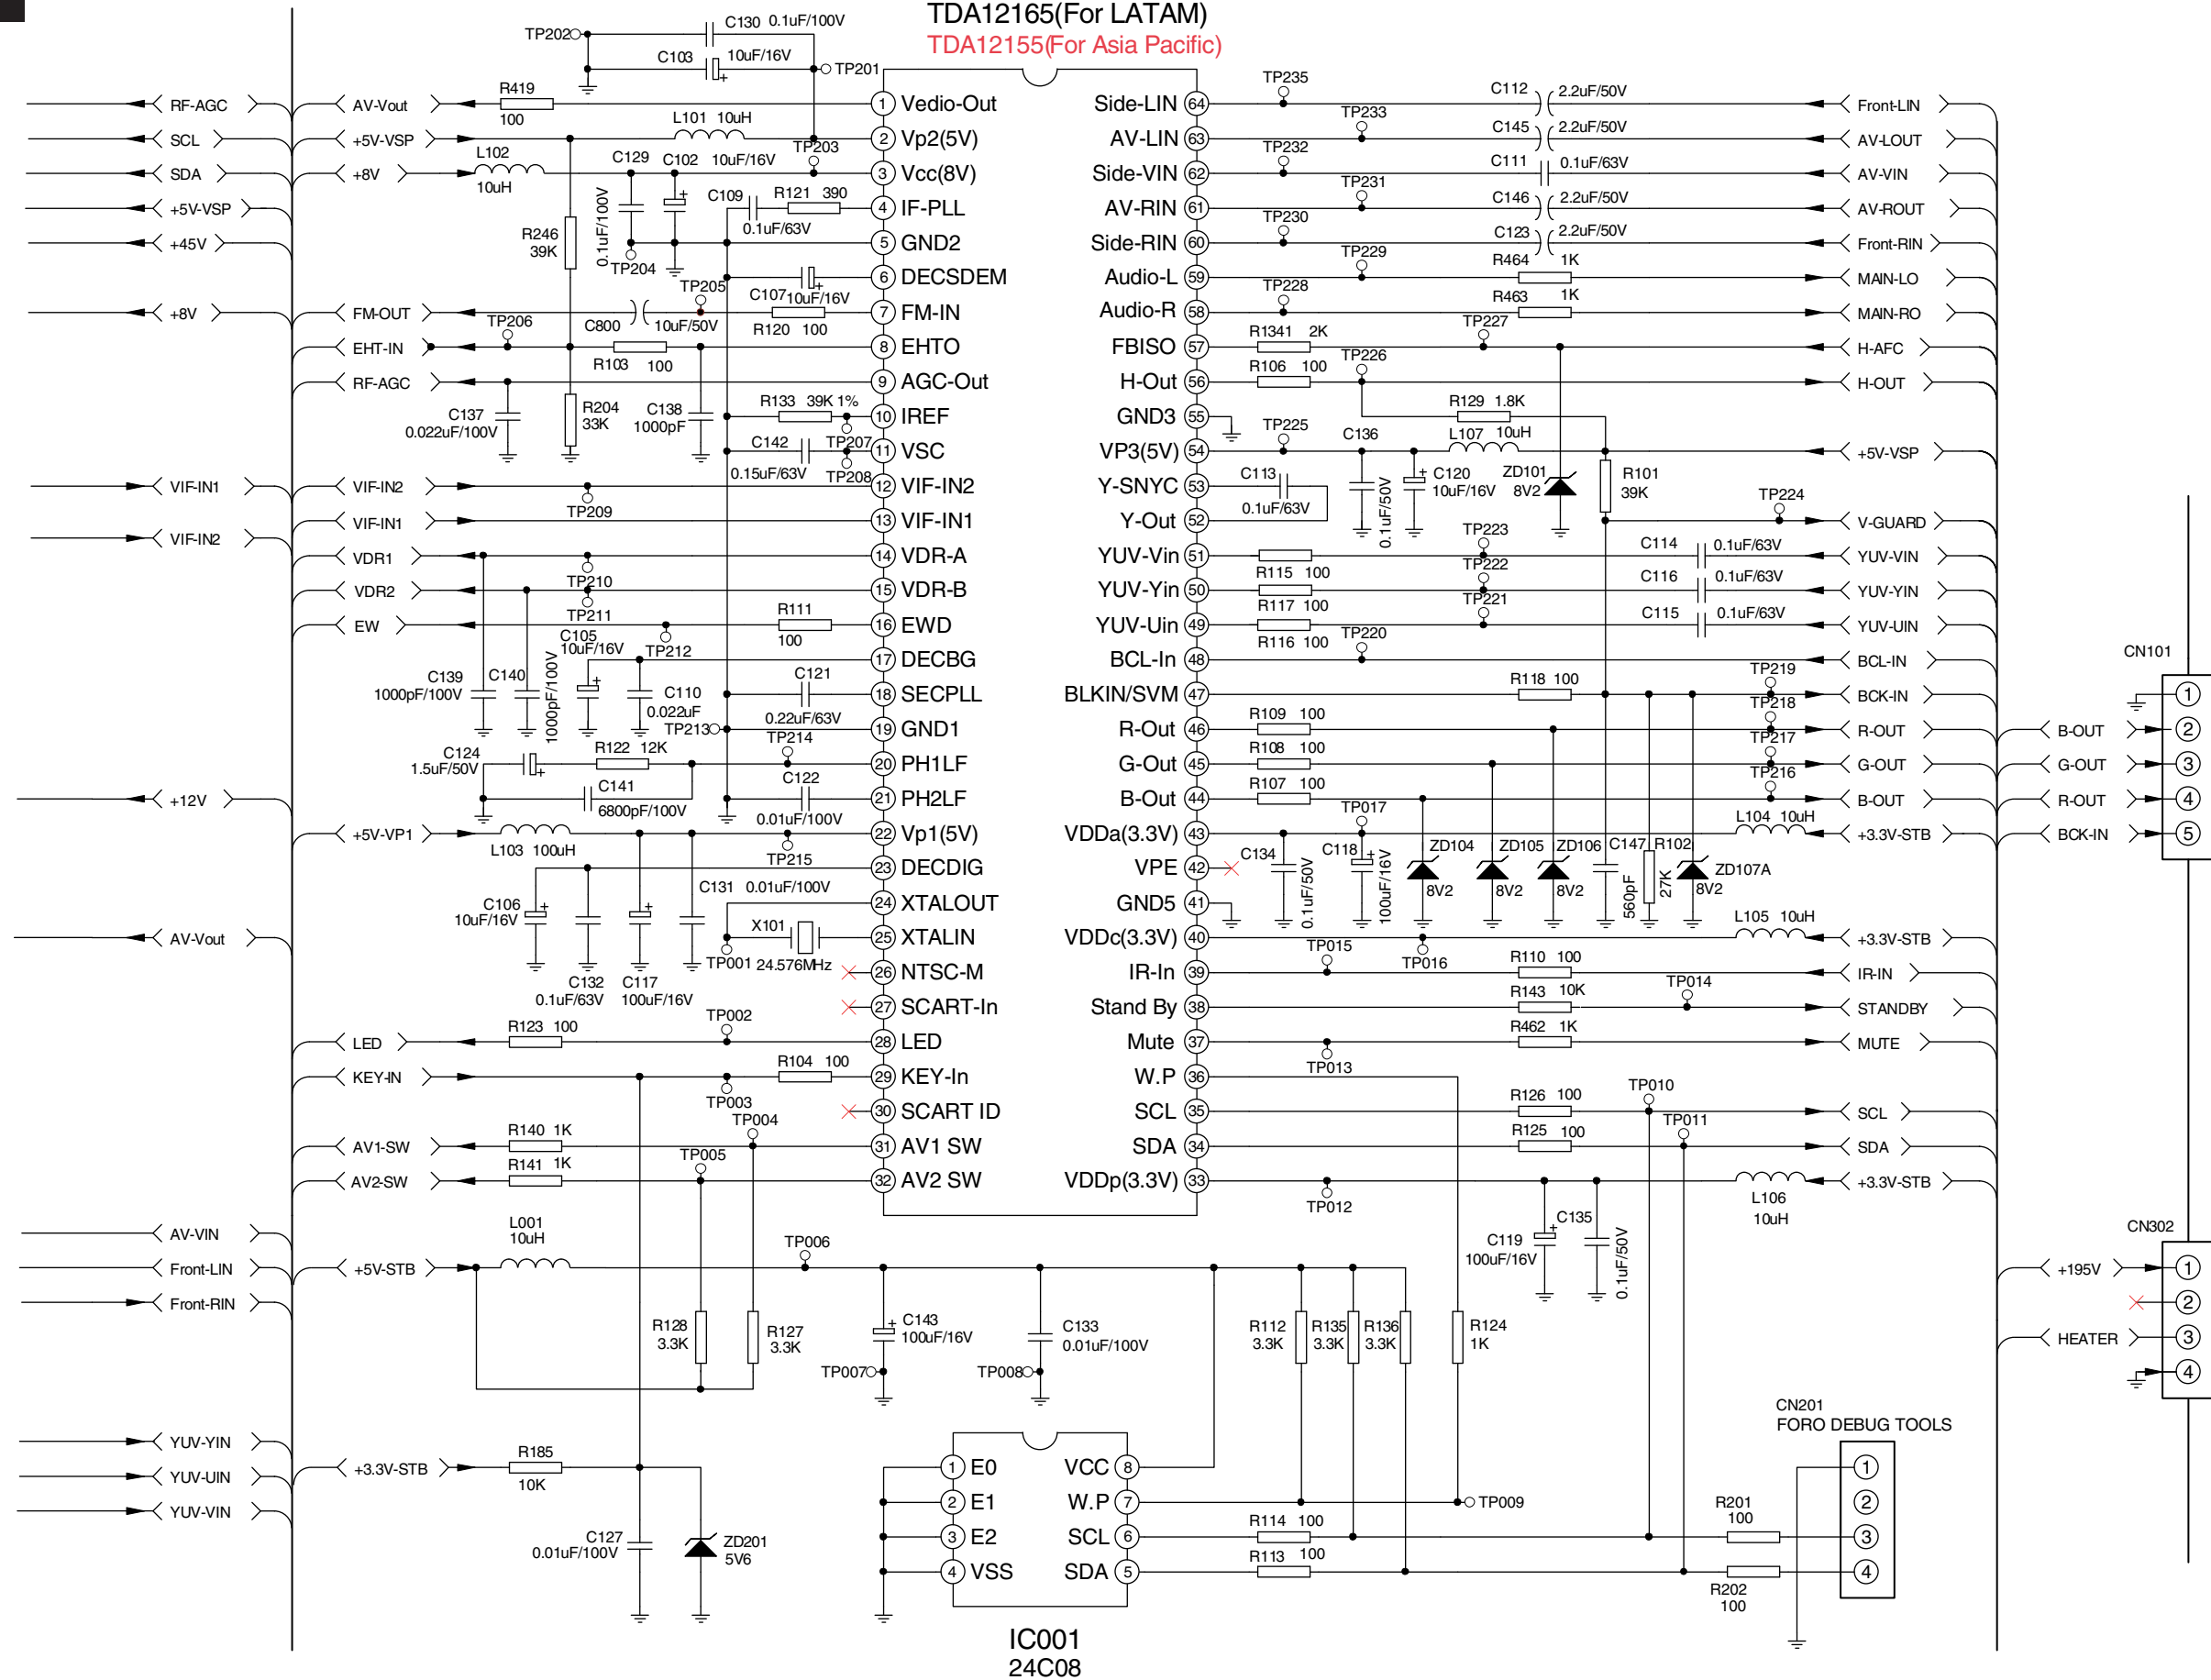 TDA12165(For LATAM)
TDA12155(For Asia Pacific)
TP202
C130 0.1uF/100V
C103 10uF/16V
TP201
RF-AGC
SCL
SDA
+5V-VSP
+45V
+8V
VIF-IN1
VIF-IN2
+12V
AV-Vout
AV-VIN
Front-LIN
Front-RIN
YUV-YIN
YUV-UIN
YUV-VIN
AV-Vout
R419
100
+5V-VSP
L101 10uH
+8V
L102
10uH
C129
0.1uF/100V
C102 10uF/16V
TP203
C109
0.1uF/63V
R121 390
R246
39K
TP204
TP205
C107 10uF/16V
FM-OUT
C800 10uF/50V
R120 100
EHT-IN
TP206
R103 100
RF-AGC
C137
0.022uF/100V
R204
33K
C138
1000pF
R133 39K 1%
TP207
C142
0.15uF/63V
TP208
VIF-IN2
TP209
VIF-IN1
VDR1
TP210
VDR2
TP211
EW
R111
100
TP212
C105
10uF/16V
C139
1000pF/100V
C140
1000pF/100V
C110
0.022uF
C121
0.22uF/63V
TP213
TP214
C124
1.5uF/50V
R122 12K
C141
6800pF/100V
C122
0.01uF/100V
+5V-VP1
L103 100uH
TP215
C131 0.01uF/100V
C106
10uF/16V
C132
0.1uF/63V
C117
100uF/16V
X101
24.576MHz
TP001
LED
R123 100
TP002
KEY-IN
R104 100
TP003
TP004
AV1-SW
R140 1K
AV2-SW
R141 1K
TP005
+5V-STB
L001
10uH
TP006
R128
3.3K
R127
3.3K
C143
100uF/16V
TP007
C133
0.01uF/100V
TP008
+3.3V-STB
R185
10K
C127
0.01uF/100V
ZD201
5V6
1 Vedio-Out
2 Vp2(5V)
3 Vcc(8V)
4 IF-PLL
5 GND2
6 DECSDEM
7 FM-IN
8 EHTO
9 AGC-Out
10 IREF
11 VSC
12 VIF-IN2
13 VIF-IN1
14 VDR-A
15 VDR-B
16 EWD
17 DECBG
18 SECPLL
19 GND1
20 PH1LF
21 PH2LF
22 Vp1(5V)
23 DECDIG
24 XTALOUT
25 XTALIN
26 NTSC-M
27 SCART-In
28 LED
29 KEY-In
30 SCART ID
31 AV1 SW
32 AV2 SW
Side-LIN 64
AV-LIN 63
Side-VIN 62
AV-RIN 61
Side-RIN 60
Audio-L 59
Audio-R 58
FBISO 57
H-Out 56
GND3 55
VP3(5V) 54
Y-SNYC 53
Y-Out 52
YUV-Vin 51
YUV-Yin 50
YUV-Uin 49
BCL-In 48
BLKIN/SVM 47
R-Out 46
G-Out 45
B-Out 44
VDDa(3.3V) 43
VPE 42
GND5 41
VDDc(3.3V) 40
IR-In 39
Stand By 38
Mute 37
W.P 36
SCL 35
SDA 34
VDDp(3.3V) 33
TP235
C112 2.2uF/50V
Front-LIN
TP233
C145 2.2uF/50V
AV-LOUT
TP232
C111 0.1uF/63V
AV-VIN
TP231
C146 2.2uF/50V
AV-ROUT
TP230
C123 2.2uF/50V
Front-RIN
TP229
R464 1K
MAIN-LO
TP228
R463 1K
MAIN-RO
R1341 2K
TP227
H-AFC
R106 100
TP226
H-OUT
R129 1.8K
TP225
C136
0.1uF/50V
L107 10uH
+5V-VSP
C113
0.1uF/63V
C120
10uF/16V
ZD101
8V2
R101
39K
TP224
V-GUARD
TP223
C114 0.1uF/63V
YUV-VIN
R115 100
TP222
C116 0.1uF/63V
YUV-YIN
R117 100
TP221
C115 0.1uF/63V
YUV-UIN
R116 100
TP220
BCL-IN
R118 100
TP219
BCK-IN
R109 100
TP218
R-OUT
R108 100
TP217
G-OUT
R107 100
TP216
B-OUT
TP017
L104 10uH
+3.3V-STB
C134
0.1uF/50V
C118
100uF/16V
ZD104
8V2
ZD105
8V2
ZD106
8V2
C147
560pF
R102
27K
ZD107A
8V2
L105 10uH
+3.3V-STB
TP015
TP016
R110 100
IR-IN
R143 10K
TP014
STANDBY
R462 1K
MUTE
TP013
R126 100
TP010
SCL
R125 100
TP011
SDA
TP012
L106
10uH
+3.3V-STB
C119
100uF/16V
C135
0.1uF/50V
R112
3.3K
R135
3.3K
R136
3.3K
R124
1K
TP009
R114 100
R113 100
R201
100
R202
100
1 E0
2 E1
3 E2
4 VSS
VCC 8
W.P 7
SCL 6
SDA 5
IC001
24C08
CN201
FORO DEBUG TOOLS
1
2
3
4
CN101
1
B-OUT 2
G-OUT 3
R-OUT 4
BCK-IN 5
CN302
+195V 1
2
HEATER 3
4